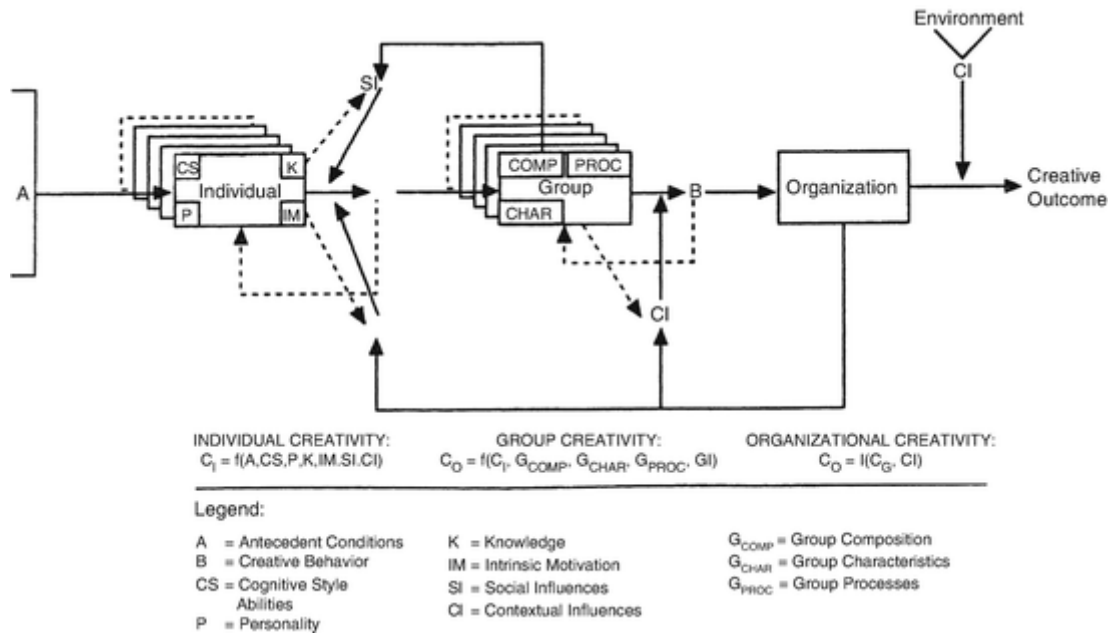 Environment
CI
SI
CS
K
COMP
PROC
A
Individual
Group
B
Organization
Creative
Outcome
P
IM
CHAR
CI
INDIVIDUAL CREATIVITY:
C_I = f(A,CS,P,K,IM.SI.CI)
GROUP CREATIVITY:
C_O = f(C_I, G_COMP, G_CHAR, G_PROC, GI)
ORGANIZATIONAL CREATIVITY:
C_O = I(C_G, CI)
Legend:
A = Antecedent Conditions
B = Creative Behavior
CS = Cognitive Style
Abilities
P = Personality
K = Knowledge
IM = Intrinsic Motivation
SI = Social Influences
CI = Contextual Influences
G_COMP = Group Composition
G_CHAR = Group Characteristics
G_PROC = Group Processes